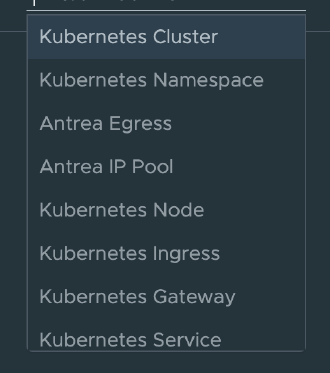 Kubernetes Cluster
Kubernetes Namespace
Antrea Egress
Antrea IP Pool
Kubernetes Node
Kubernetes Ingress
Kubernetes Gateway
Kubernetes Service